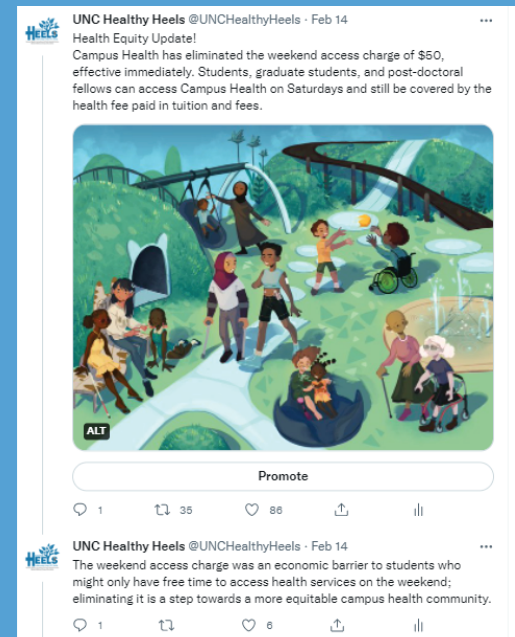 HEELS
UNC Healthy Heels @UNCHealthyHeels · Feb 14
Health Equity Update!
Campus Health has eliminated the weekend access charge of $50,
effective immediately. Students, graduate students, and post-doctoral
fellows can access Campus Health on Saturdays and still be covered by the
health fee paid in tuition and fees.
ALT
Promote
1 35 86
HEELS
UNC Healthy Heels @UNCHealthyHeels · Feb 14
The weekend access charge was an economic barrier to students who
might only have free time to access health services on the weekend;
eliminating it is a step towards a more equitable campus health community.
1 6